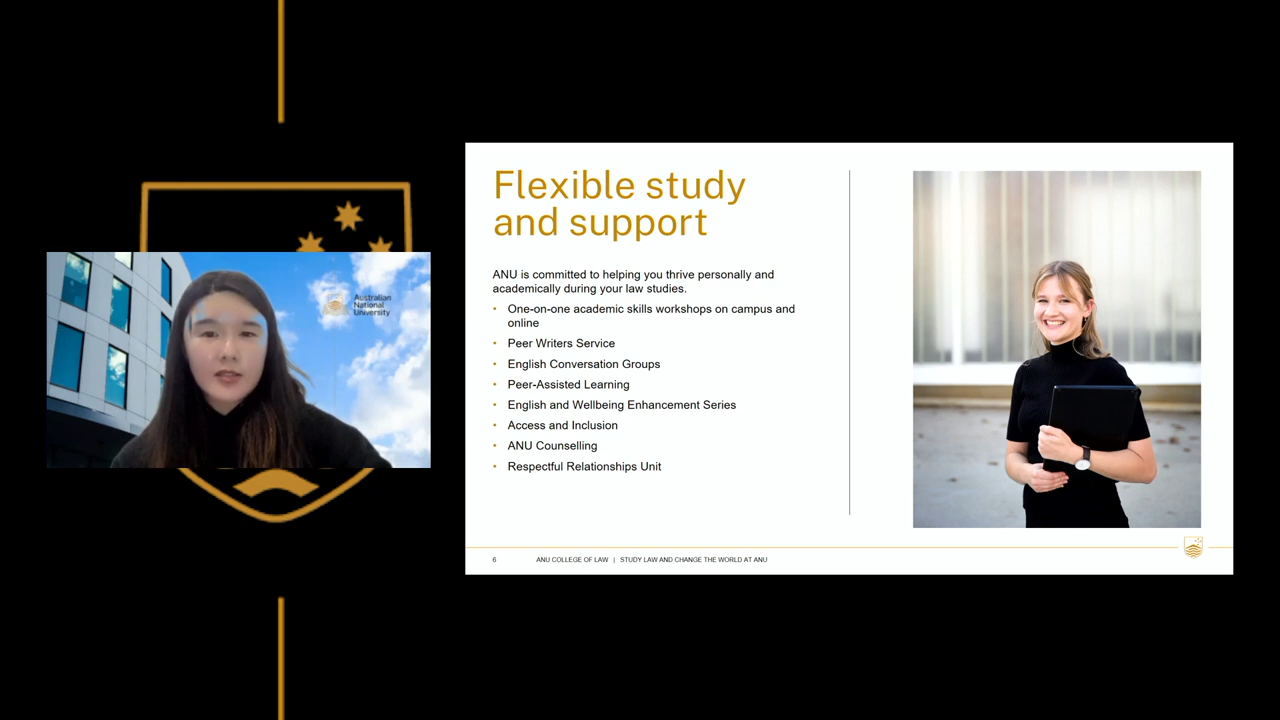 Australian
National
University
Flexible study
and support
ANU is committed to helping you thrive personally and
academically during your law studies.
• One-on-one academic skills workshops on campus and
online
• Peer Writers Service
• English Conversation Groups
• Peer-Assisted Learning
• English and Wellbeing Enhancement Series
• Access and Inclusion
• ANU Counselling
• Respectful Relationships Unit
6 ANU COLLEGE OF LAW | STUDY LAW AND CHANGE THE WORLD AT ANU